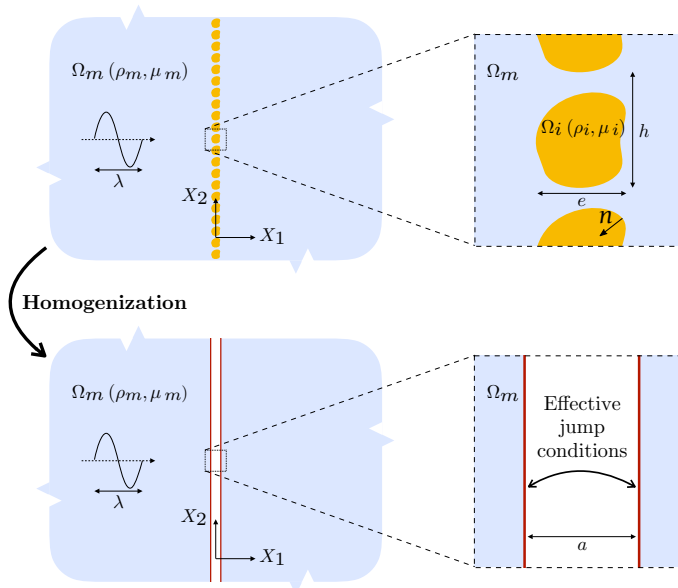 Ωm (ρm, μm)
λ
X2
X1
Ωm
Ωi (ρi, μi)
h
e
n
Homogenization
Ωm (ρm, μm)
λ
X2
X1
Ωm
Effective
jump
conditions
a